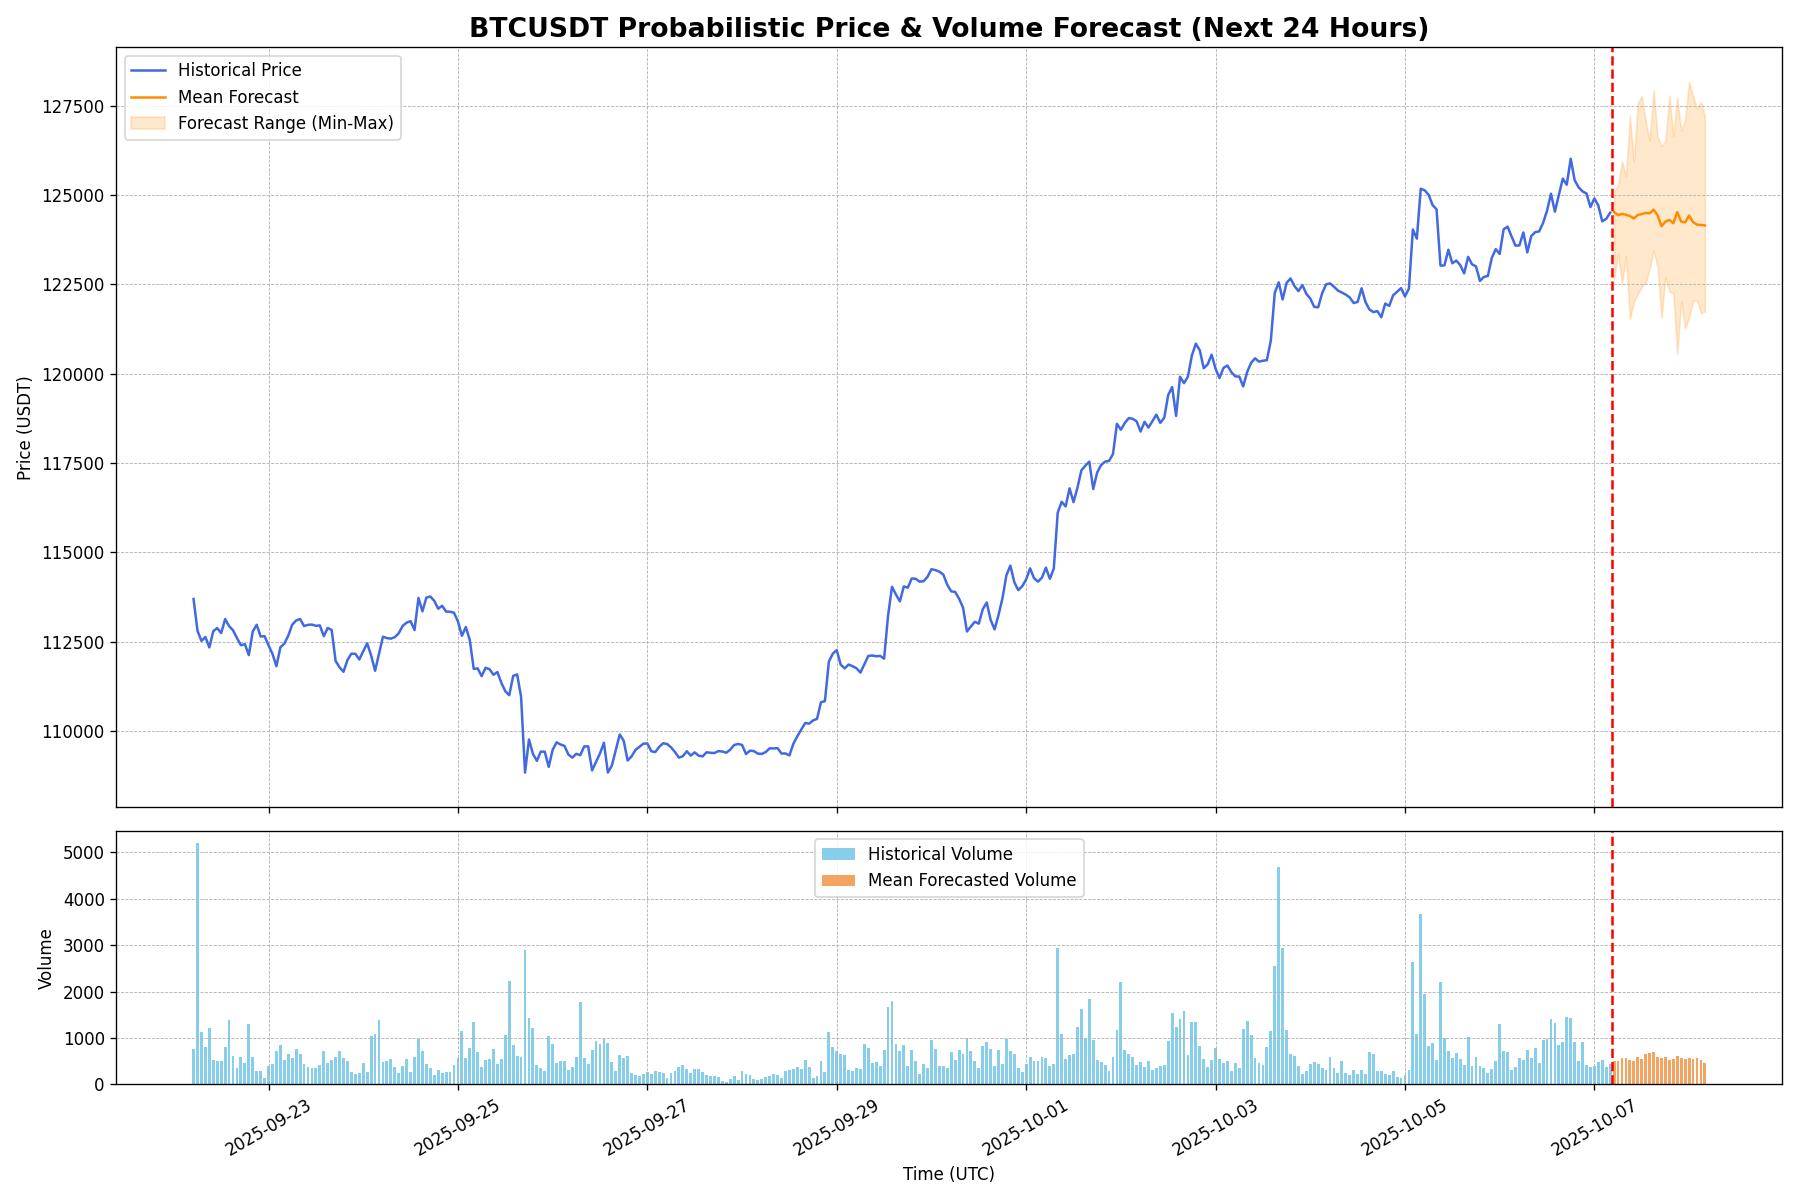 BTCUSDT Probabilistic Price & Volume Forecast (Next 24 Hours)
Historical Price
Mean Forecast
Forecast Range (Min-Max)
Price (USDT)
127500
125000
122500
120000
117500
115000
112500
110000
Historical Volume
Mean Forecasted Volume
Volume
5000
4000
3000
2000
1000
0
2025-09-23
2025-09-25
2025-09-27
2025-09-29
2025-10-01
2025-10-03
2025-10-05
2025-10-07
Time (UTC)